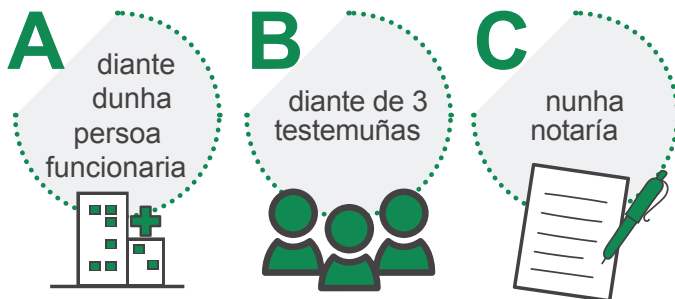 A
diante
dunha
persoa
funcionaria
B
diante de 3
testemuñas
C
nunha
notaría